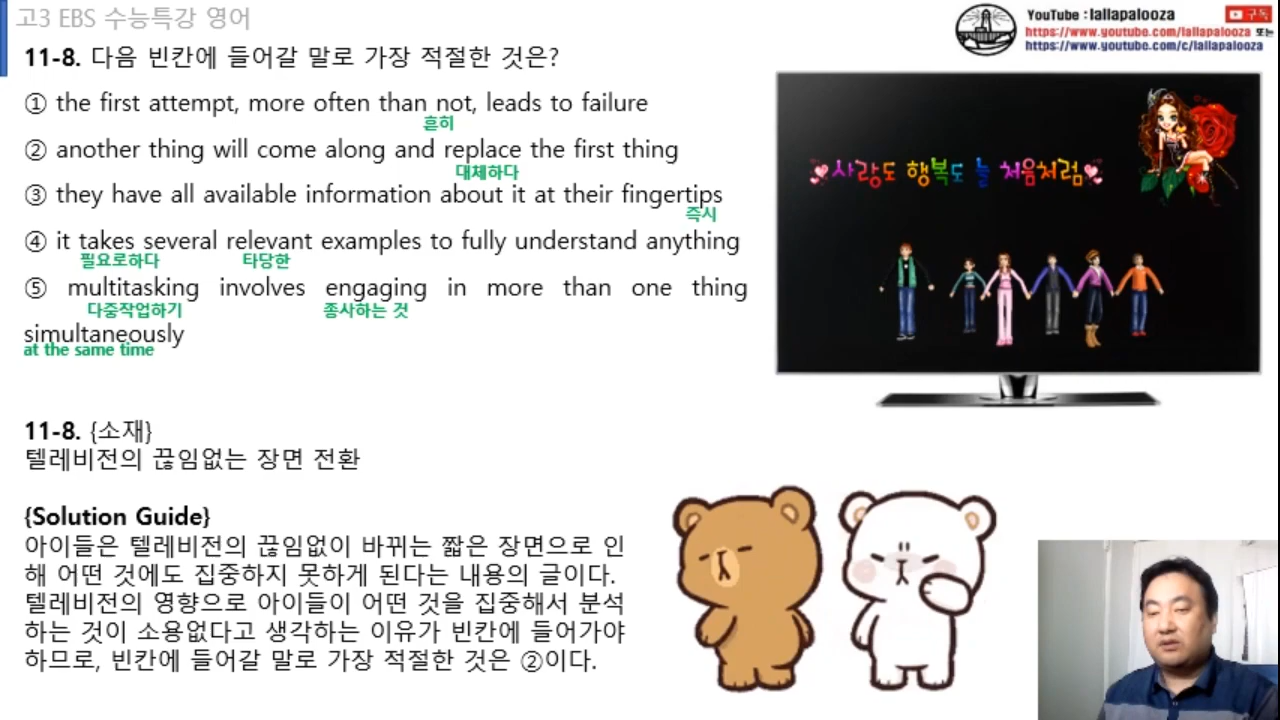 고3 EBS 수능특강 영어
YouTube : lallapalooza
구독
https://www.youtube.com/lallapalooza 또는
https://www.youtube.com/c/lallapalooza
11-8. 다음 빈칸에 들어갈 말로 가장 적절한 것은?
① the first attempt, more often than not, leads to failure
흔히
② another thing will come along and replace the first thing
대체하다
③ they have all available information about it at their fingertips
즉시
④ it takes several relevant examples to fully understand anything
필요로하다 타당한
⑤ multitasking involves engaging in more than one thing
다중작업하기 종사하는 것
simultaneously
at the same time
사랑도 행복도 늘 처음처럼
11-8. {소재}
텔레비전의 끊임없는 장면 전환
{Solution Guide}
아이들은 텔레비전의 끊임없이 바뀌는 짧은 장면으로 인
해 어떤 것에도 집중하지 못하게 된다는 내용의 글이다.
텔레비전의 영향으로 아이들이 어떤 것을 집중해서 분석
하는 것이 소용없다고 생각하는 이유가 빈칸에 들어가야
하므로, 빈칸에 들어갈 말로 가장 적절한 것은 ②이다.